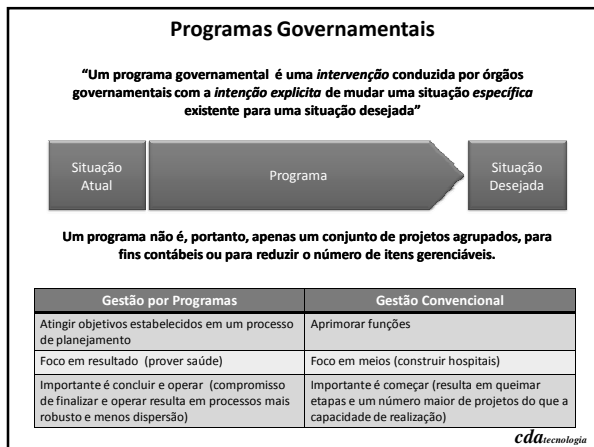 Programas Governamentais
“Um programa governamental é uma intervenção conduzida por órgãos
governamentais com a intenção explicita de mudar uma situação específica
existente para uma situação desejada”
Situação
Atual
Programa
Situação
Desejada
Um programa não é, portanto, apenas um conjunto de projetos agrupados, para
fins contábeis ou para reduzir o número de itens gerenciáveis.
Gestão por Programas
Gestão Convencional
Atingir objetivos estabelecidos em um processo
de planejamento
Aprimorar funções
Foco em resultado (prover saúde)
Foco em meios (construir hospitais)
Importante é concluir e operar (compromisso
de finalizar e operar resulta em processos mais
robusto e menos dispersão)
Importante é começar (resulta em queimar
etapas e um número maior de projetos do que a
capacidade de realização)
cdatecnologia